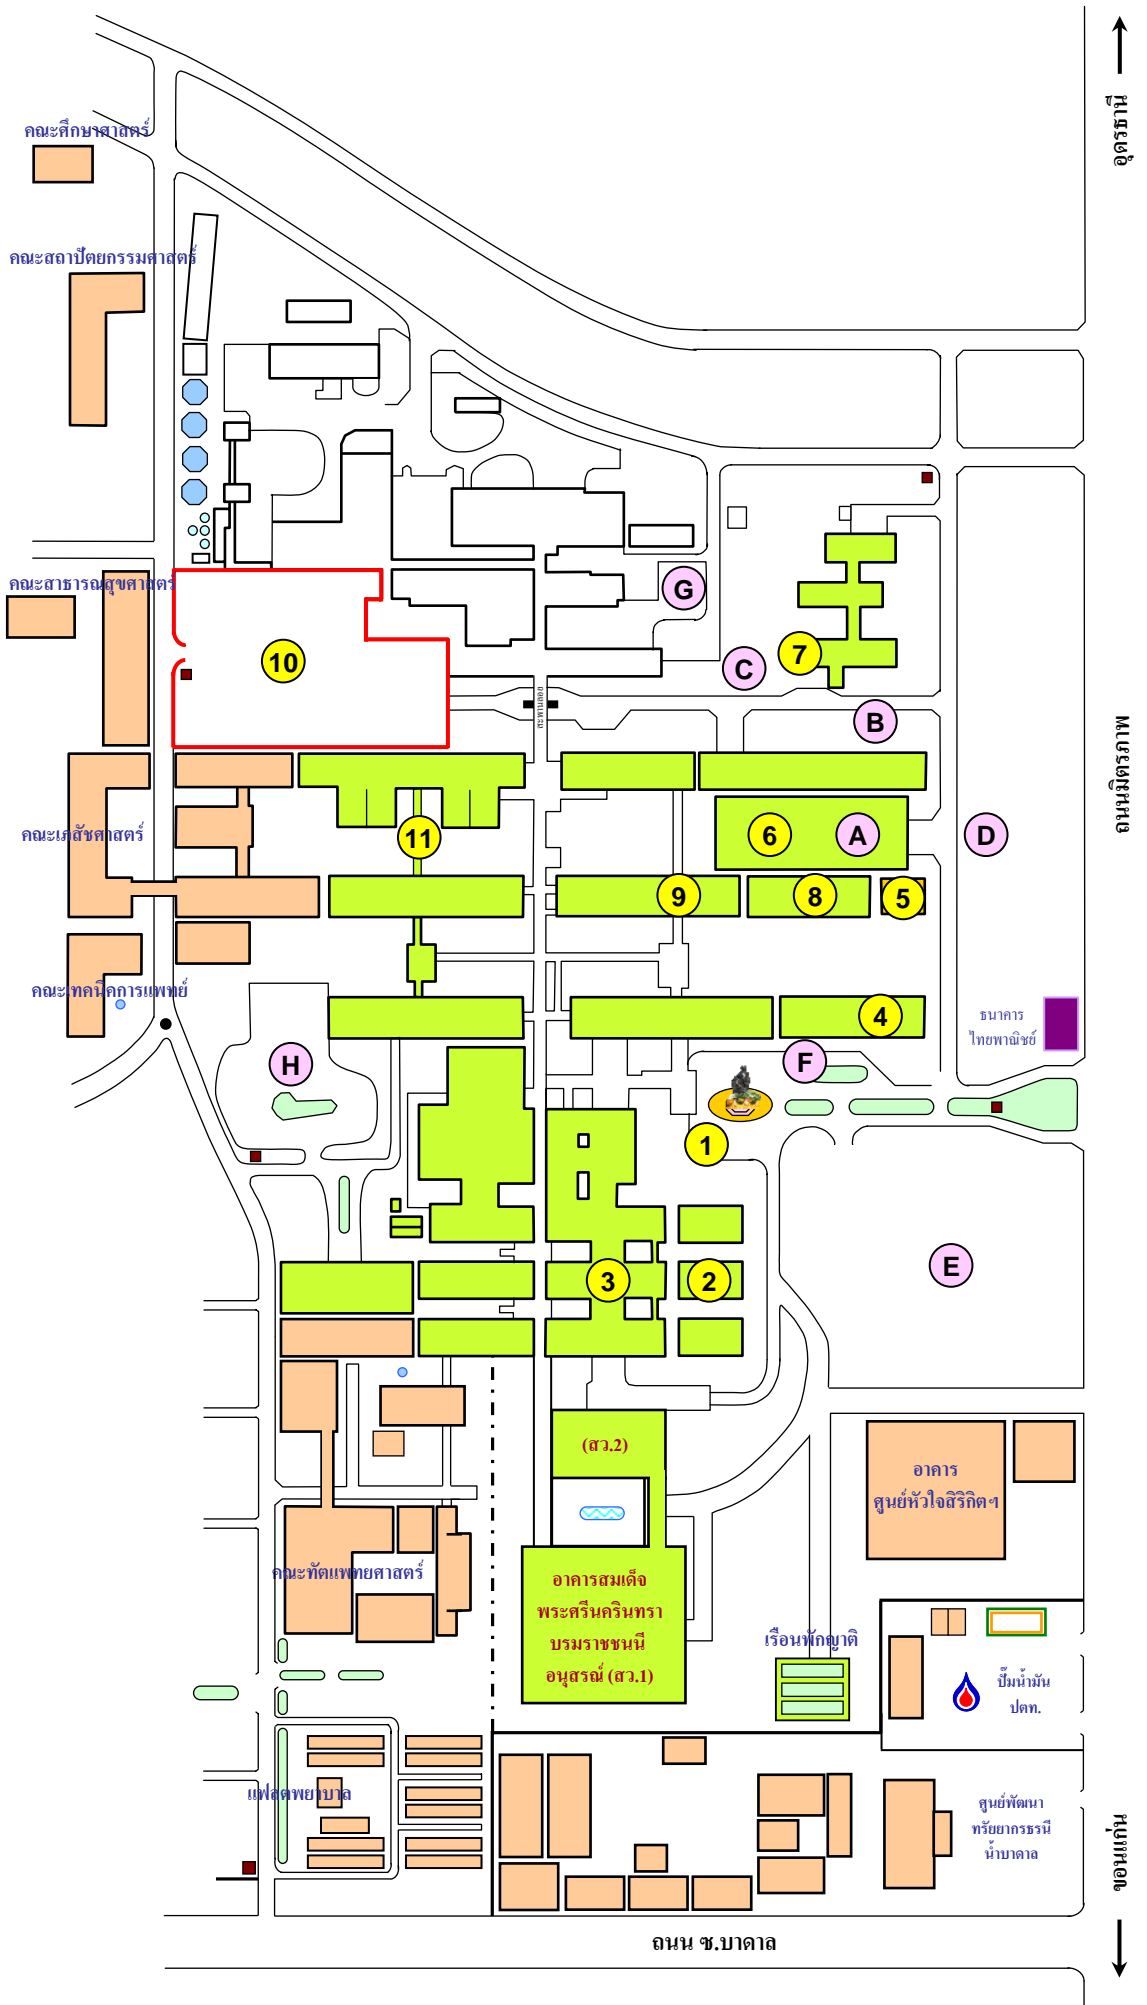 อุดรธานี
คณะศึกษาศาสตร์
คณะสถาปัตยกรรมศาสตร์
คณะสาธารณสุขศาสตร์
G
7
10
C
B
ถนนมิตรภาพ
คณะเภสัชศาสตร์
11
6
A
D
9
8
5
คณะเทคนิคการแพทย์
4
ธนาคาร
ไทยพาณิชย์
H
F
1
E
3
2
(สว.2)
อาคาร
ศูนย์หัวใจสิริกิตฯ
คณะทัตแพทยศาสตร์
อาคารสมเด็จ
พระศรีนครินทรา
บรมราชชนนี
อนุสรณ์ (สว.1)
เรือนพักญาติ
ปั๊มน้ำมัน
ปตท.
แฟลตพยาบาล
ศูนย์พัฒนา
ทรัยยากรธรนี
น้ำบาดาล
ขอนแก่น
ถนน ซ.บาดาล